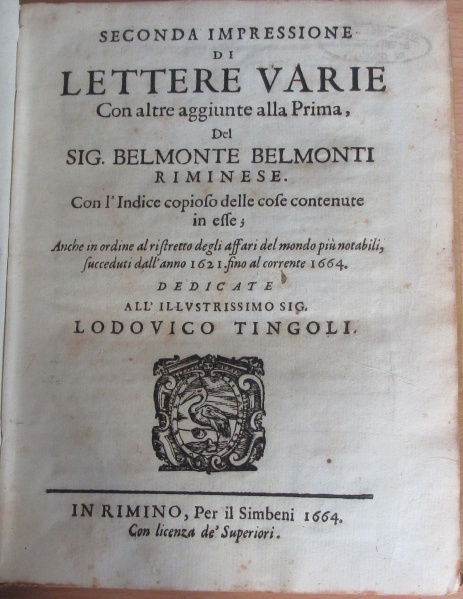 SECONDA IMPRESSIONE
DI
LETTERE VARIE
Con altre aggiunte alla Prima,
Del
SIG. BELMONTE BELMONTI
RIMINESE.
Con l'Indice copioſo delle coſe contenute
in eſſe;
Anche in ordine al riſtretto degli affari del mondo più notabili,
ſucceduti dall'anno 1621. fino al corrente 1664.
DEDICATE
ALL' ILLVSTRISSIMO SIG.
LODOVICO TINGOLI.
IN RIMINO, Per il Simbeni 1664.
Con licenza de' Superiori.